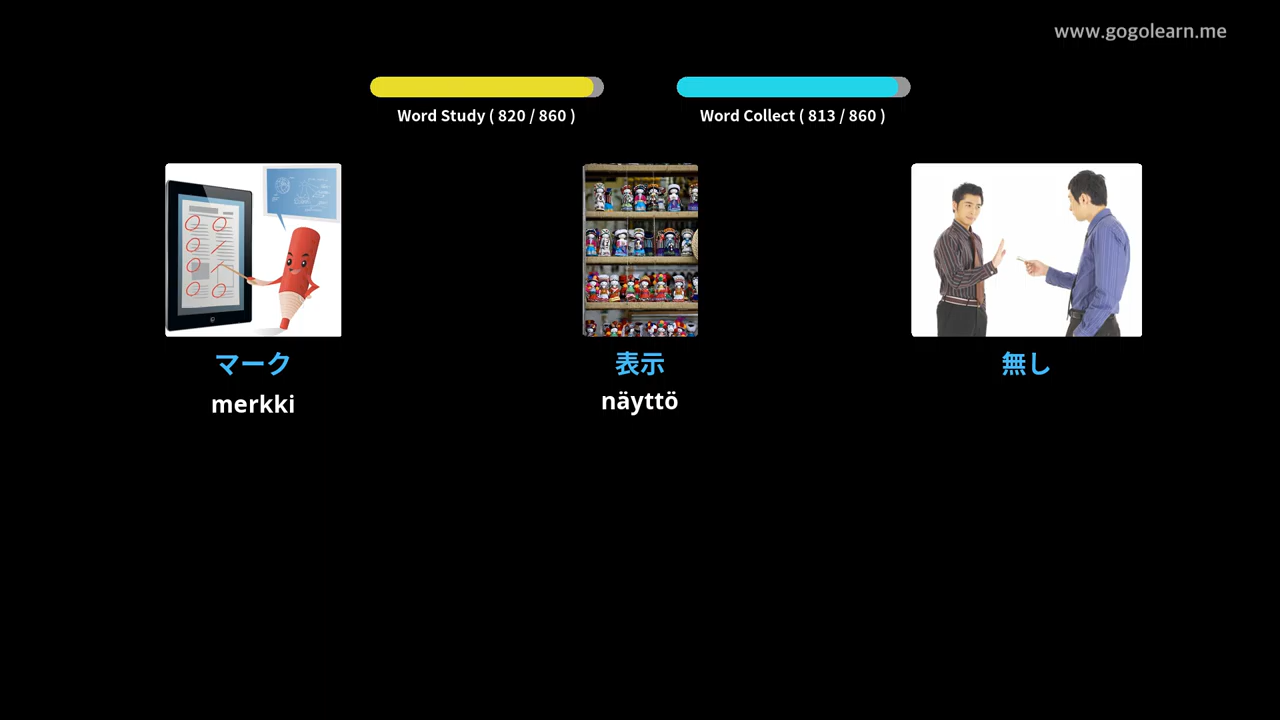 www.gogolearn.me
Word Study ( 820 / 860 )
Word Collect ( 813 / 860 )
マーク
表示
無し
merkki
näyttö